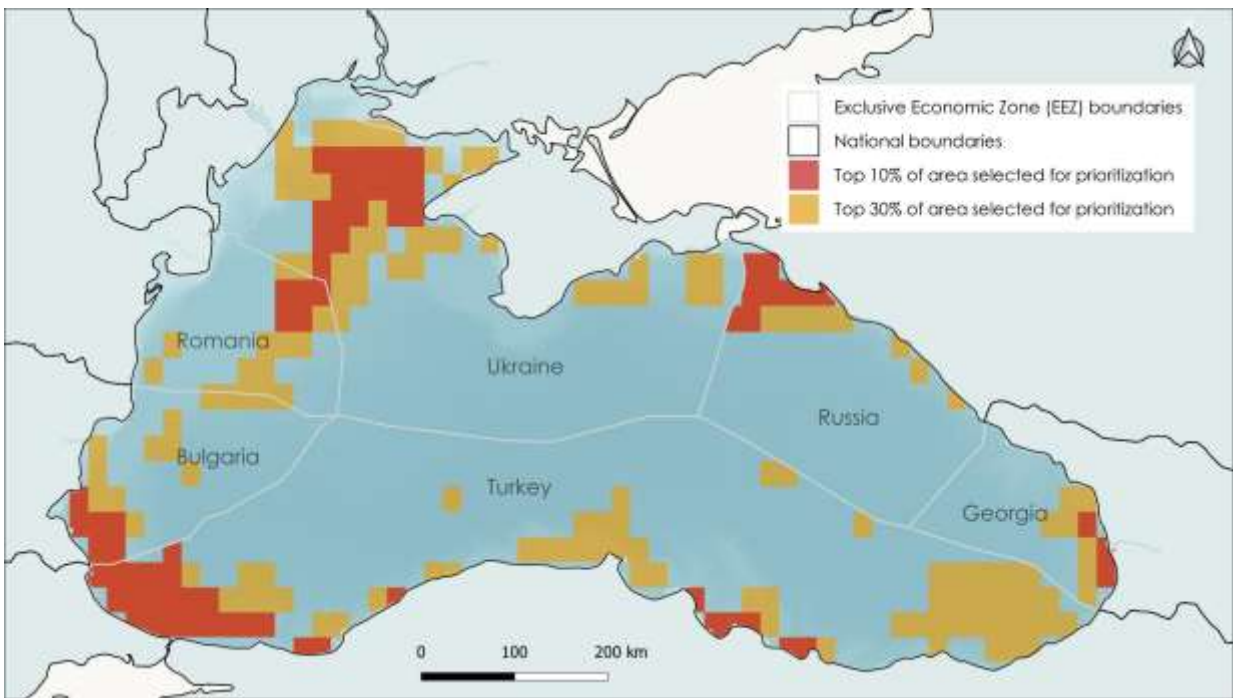 Exclusive Economic Zone (EEZ) boundaries
National boundaries
Top 10% of area selected for prioritization
Top 30% of area selected for prioritization
Romania
Ukraine
Russia
Bulgaria
Turkey
Georgia
0 100 200 km